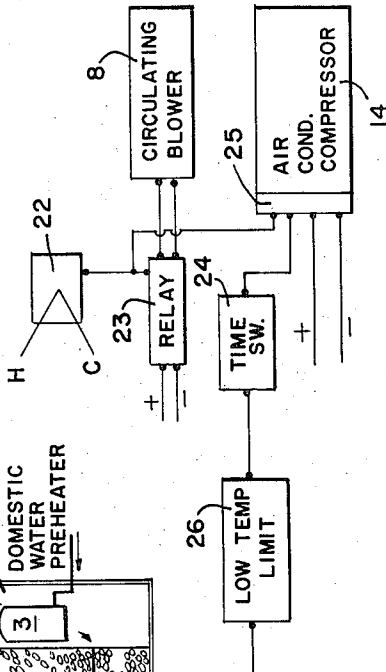 H
C
22
8
CIRCULATING
BLOWER
23
RELAY
+
-
25
AIR
COND.
COMPRESSOR
14
24
TIME
SW.
+
-
DOMESTIC
WATER
PREHEATER
3
26
LOW TEMP
LIMIT